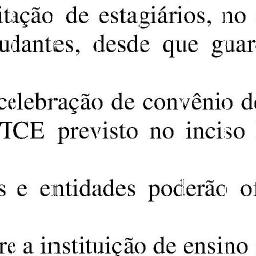 itação de estagiários, no
udantes, desde que guar
celebração de convênio d
TCE previsto no inciso
s e entidades poderão of
re a instituição de ensino